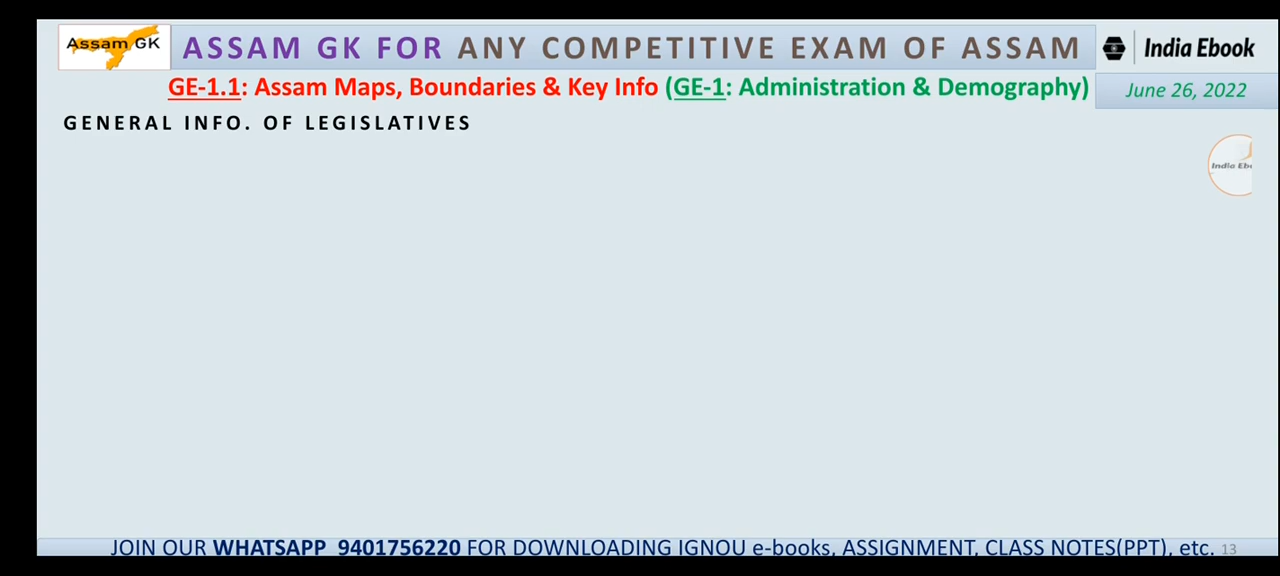 Assam GK
ASSAM GK FOR ANY COMPETITIVE EXAM OF ASSAM
India Ebook
GE-1.1: Assam Maps, Boundaries & Key Info (GE-1: Administration & Demography)
June 26, 2022
GENERAL INFO. OF LEGISLATIVES
India Eb
JOIN OUR WHATSAPP 9401756220 FOR DOWNLOADING IGNOU e-books, ASSIGNMENT, CLASS NOTES(PPT), etc. 13